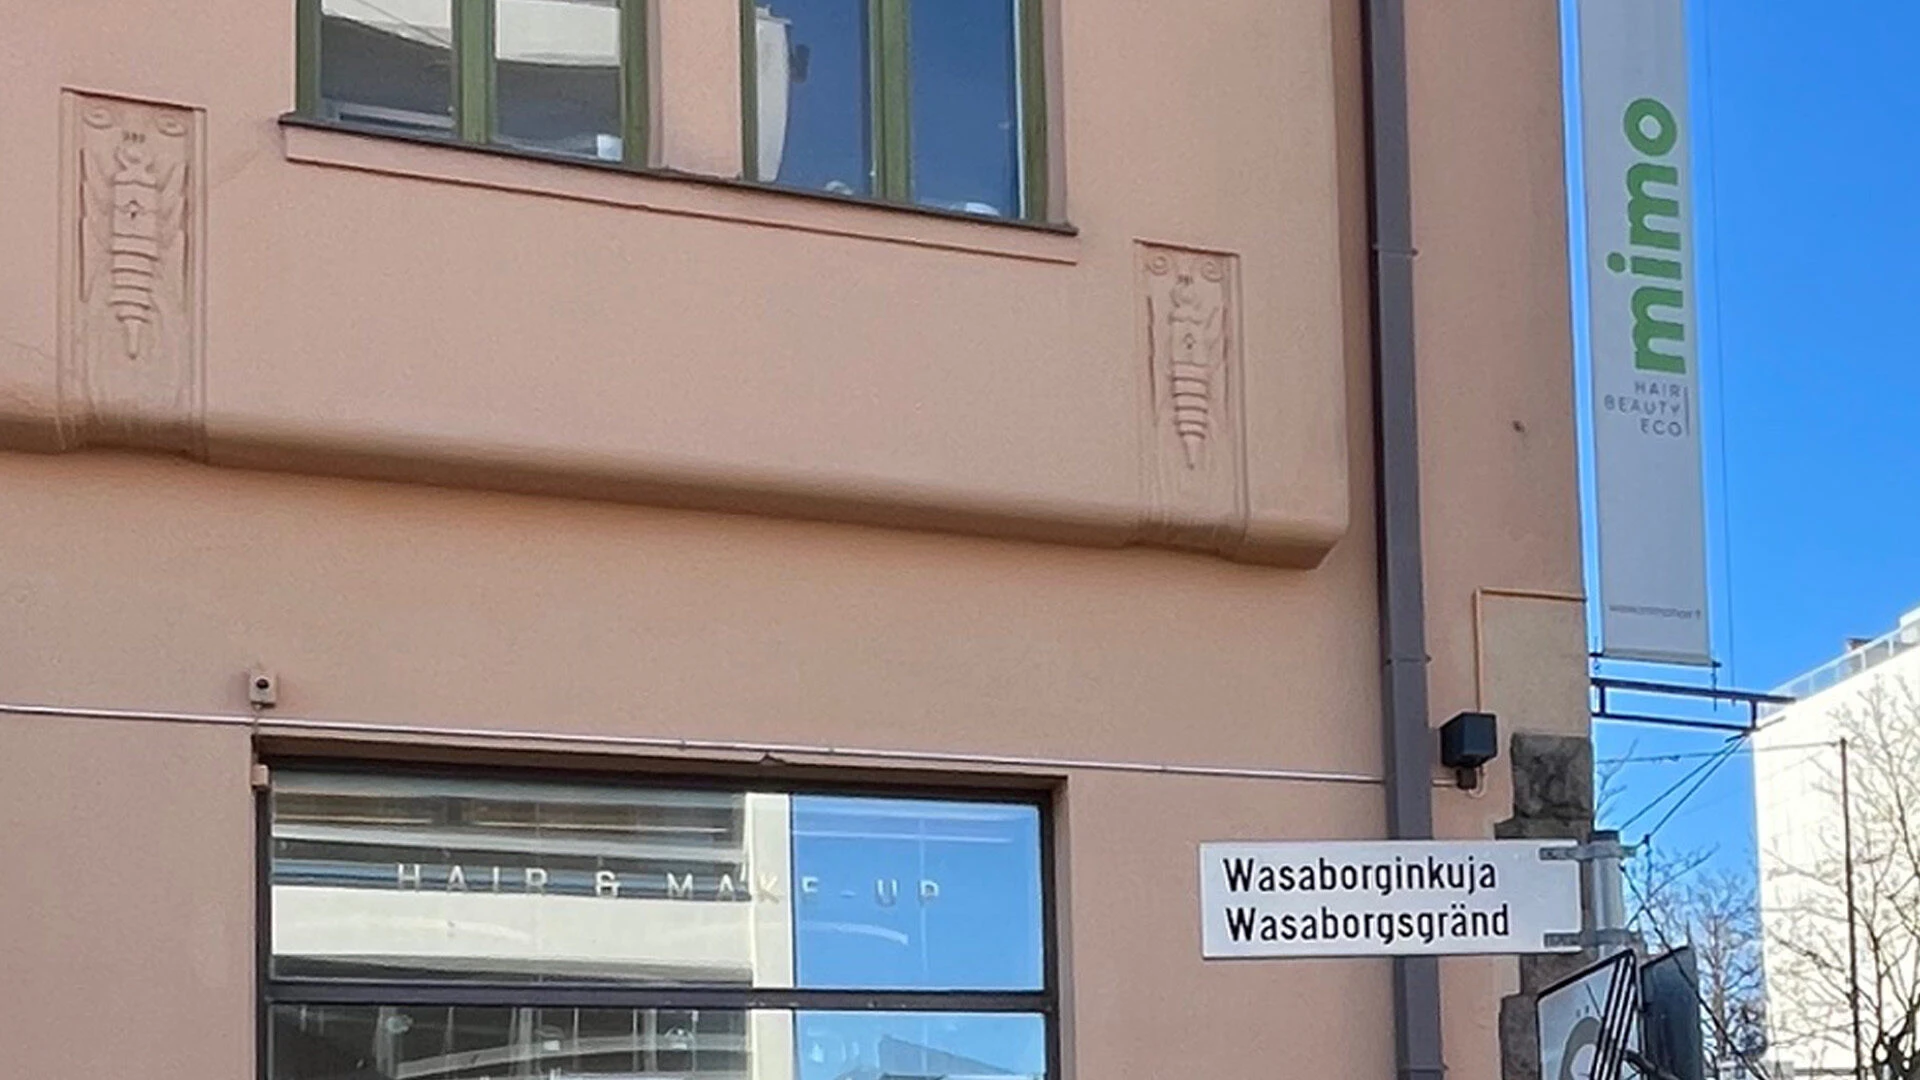 mimo
HAIR
BEAUTY
ECO
HAIR & MAKE-UP
Wasaborginkuja
Wasaborgsgränd